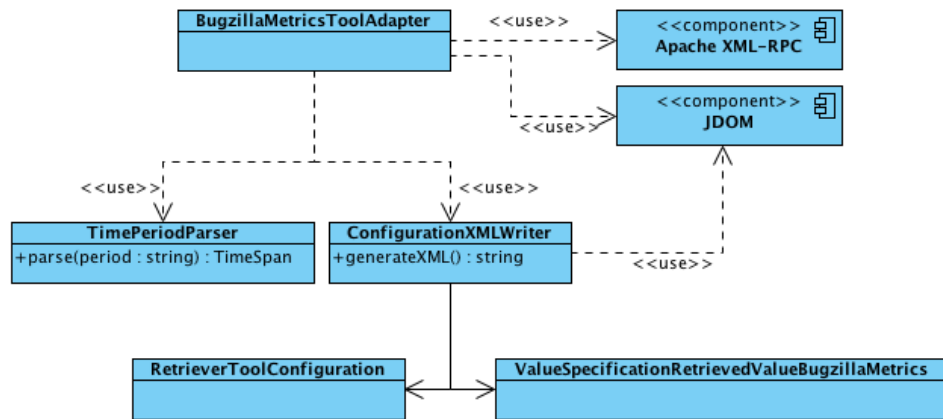 BugzillaMetricsToolAdapter
<<use>>
<<component>>
Apache XML-RPC
<<component>>
JDOM
<<use>>
<<use>>
<<use>>
TimePeriodParser
+parse(period : string) : TimeSpan
ConfigurationXMLWriter
+generateXML() : string
<<use>>
RetrieverToolConfiguration
ValueSpecificationRetrievedValueBugzillaMetrics